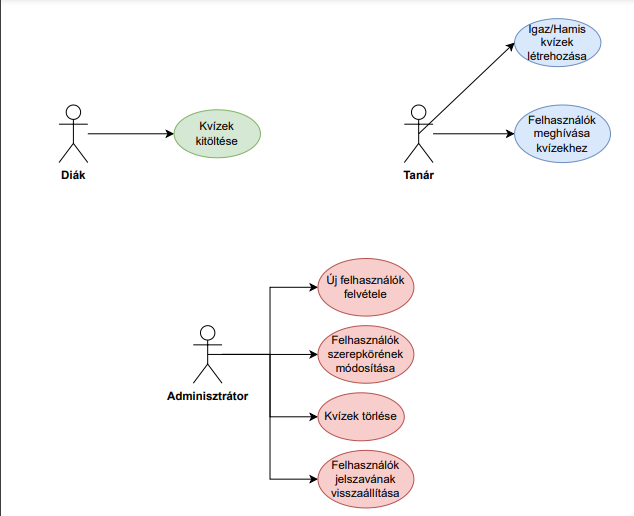 Igaz/Hamis
kvízek
létrehozása
Kvízek
kitöltése
Felhasználók
meghívása
kvízekhez
Diák
Tanár
Új felhasználók
felvétele
Felhasználók
szerepkörének
módosítása
Adminisztrátor
Kvízek törlése
Felhasználók
jelszavának
visszaállítása